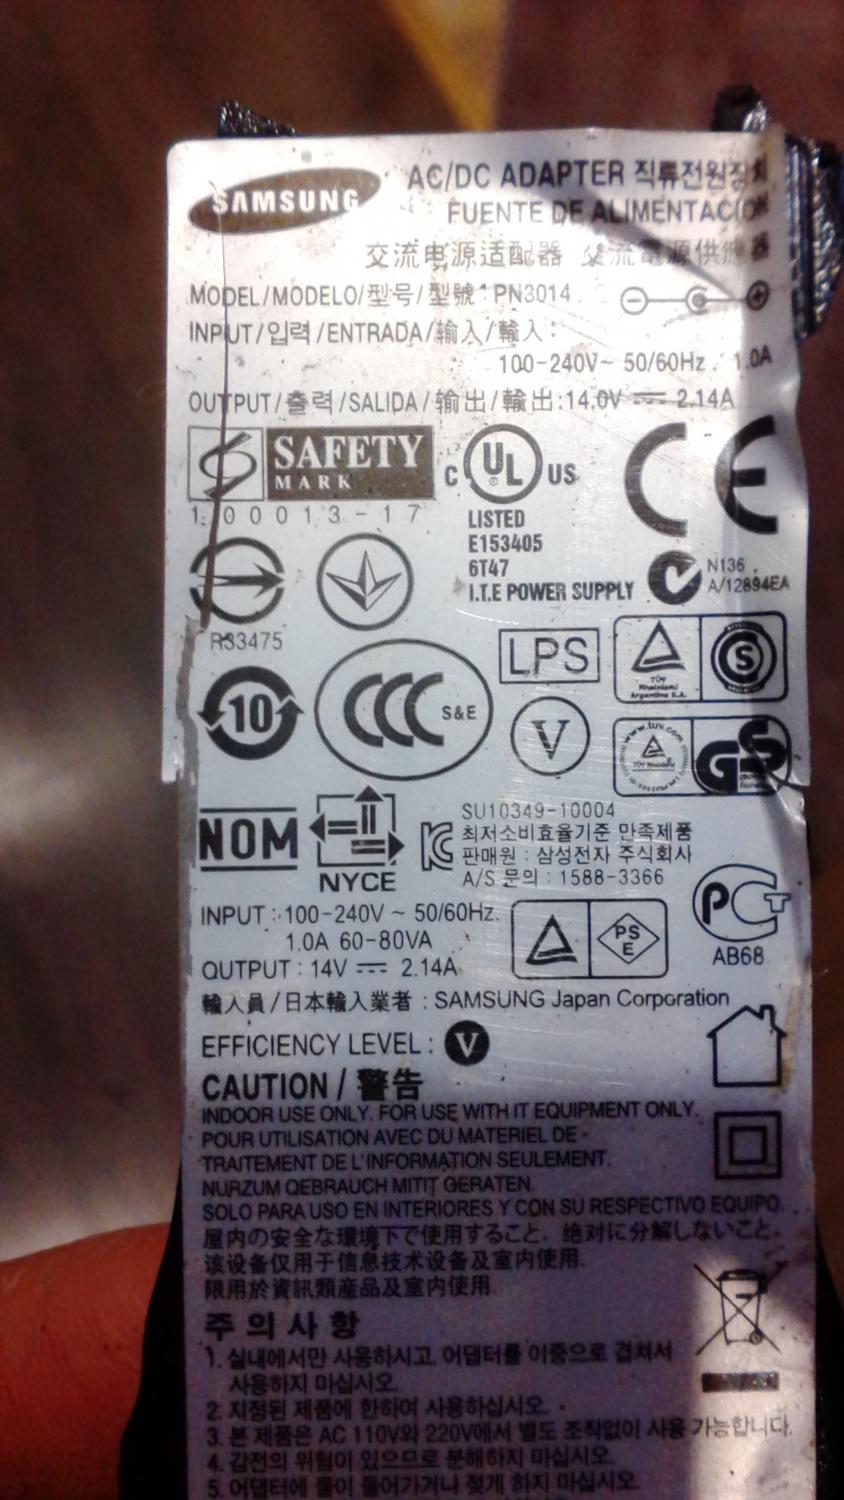 SAMSUNG
AC/DC ADAPTER 직류전원장치
FUENTE DE ALIMENTACION
交流电源适配器 交流電源供應器
MODEL/MODELO/型号/型號 : PN3014
INPUT/입력/ENTRADA/输入/輸入:
100-240V~ 50/60Hz, 1.0A
OUTPUT/출력/SALIDA/输出/輸出:14.0V 2.14A
SAFETY
MARK
100013-17
C UL US
LISTED
E153405
6T47
I.T.E POWER SUPPLY
CE
N136
A/12894EA
R33475
LPS
TÜV
Rheinland
Argentina S.A.
S
10
CCC S&E
V
www.tuv.com
TÜV Rheinland
GS
NOM
NYCE
SU10349-10004
최저소비효율기준 만족제품
판매원 : 삼성전자 주식회사
A/S 문의 : 1588-3366
INPUT : 100-240V ~ 50/60Hz.
1.0A 60-80VA
QUTPUT : 14V 2.14A
PS
E
PCT
AB68
輸入員/日本輸入業者 : SAMSUNG Japan Corporation
EFFICIENCY LEVEL : V
CAUTION / 警告
INDOOR USE ONLY. FOR USE WITH IT EQUIPMENT ONLY.
POUR UTILISATION AVEC DU MATERIEL DE -
TRAITEMENT DE L'INFORMATION SEULEMENT.
NURZUM QEBRAUCH MITIT GERATEN.
SOLO PARA USO EN INTERIORES Y CON SU RESPECTIVO EQUIPO.
屋内の安全な環境下で使用すること。絶対に分解しないこと。
该设备仅用于信息技术设备及室内使用.
限用於資訊類産品及室内使用.
주 의 사 항
1. 실내에서만 사용하시고, 어댑터를 이중으로 겹쳐서
사용하지 마십시오.
2. 지정된 제품에 한하여 사용하십시오.
3. 본 제품은 AC 110V와 220V에서 별도 조작없이 사용 가능합니다.
4. 감전의 위험이 있으므로 분해하지 마십시오.
5. 어댑터에 물이 들어가거나 젖게 하지 마십시오.